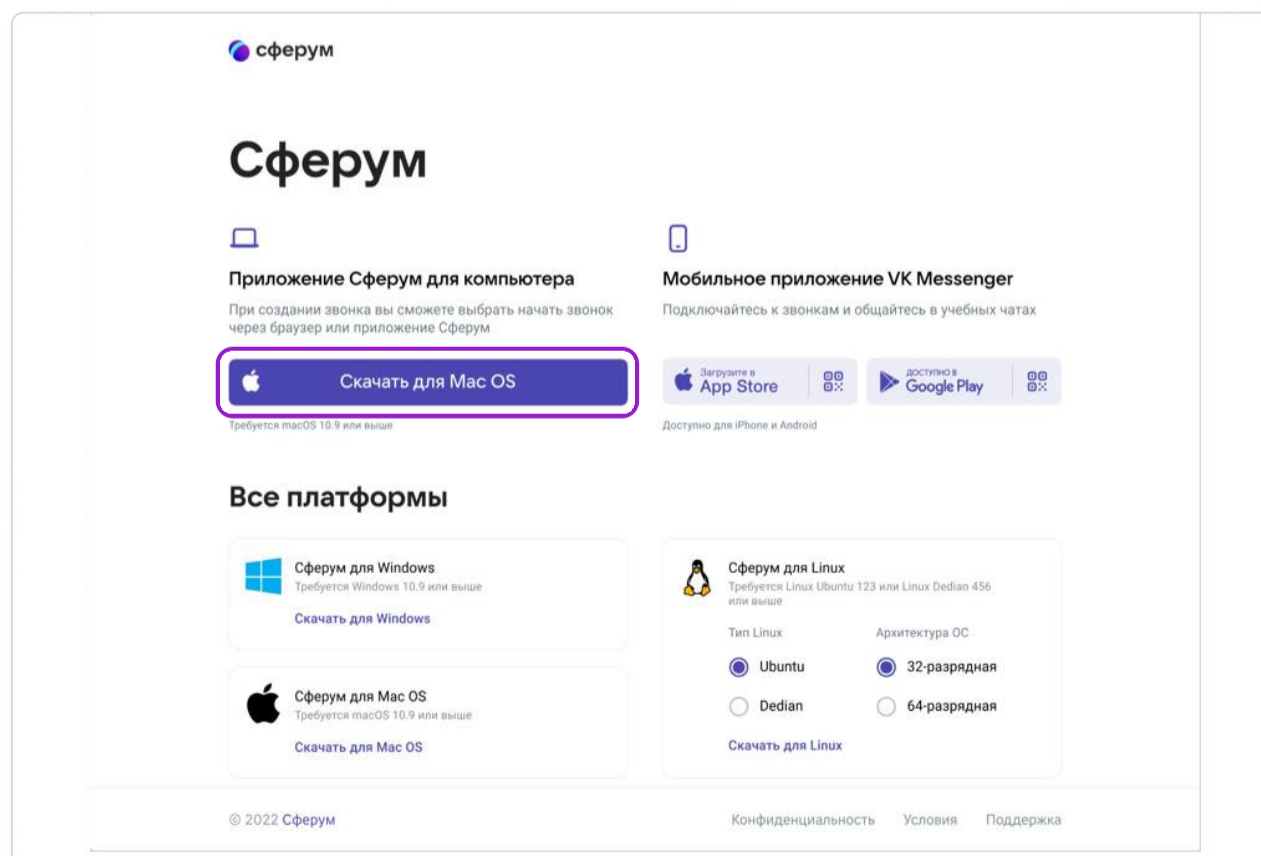 сферум
Сферум
Приложение Сферум для компьютера
При создании звонка вы сможете выбрать начать звонок
через браузер или приложение Сферум
Скачать для Mac OS
Требуется macOS 10.9 или выше
Мобильное приложение VK Messenger
Подключайтесь к звонкам и общайтесь в учебных чатах
Загрузите в
App Store
ДОСТУПНО В
Google Play
Доступно для iPhone и Android
Все платформы
Сферум для Windows
Требуется Windows 10.9 или выше
Скачать для Windows
Сферум для Mac OS
Требуется macOS 10.9 или выше
Скачать для Mac OS
Сферум для Linux
Требуется Linux Ubuntu 123 или Linux Dedian 456
или выше
Тип Linux
Архитектура ОС
Ubuntu
32-разрядная
Dedian
64-разрядная
Скачать для Linux
© 2022 Сферум
Конфиденциальность Условия Поддержка